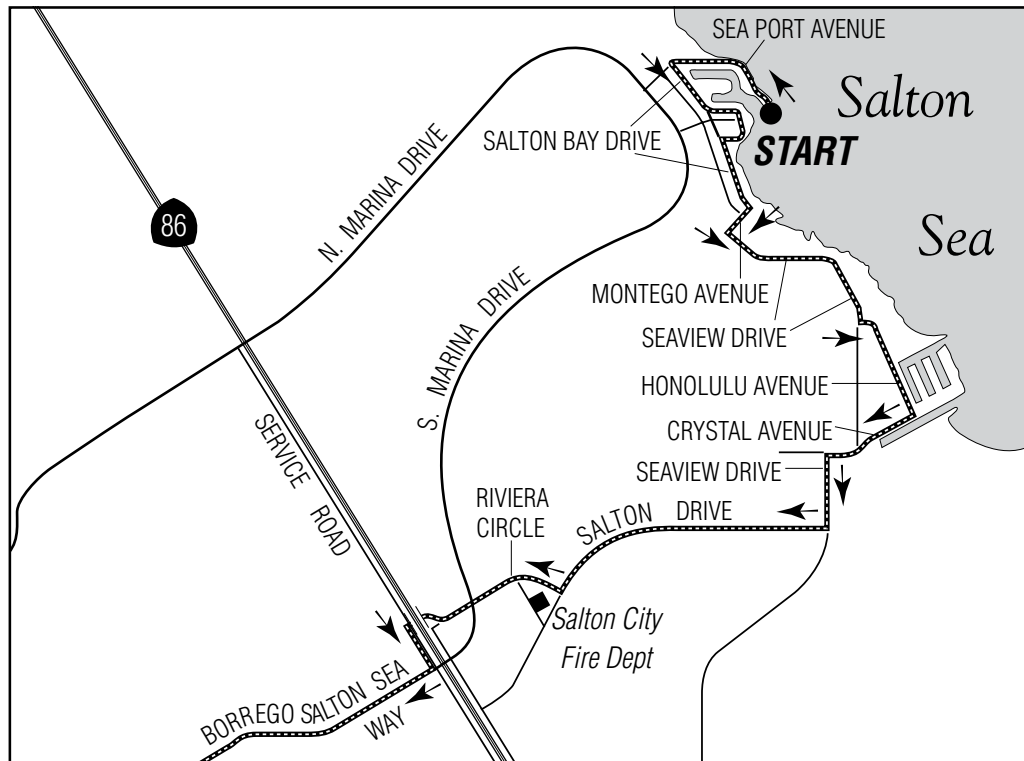 SEA PORT AVENUE
Salton
START
SALTON BAY DRIVE
N. MARINA DRIVE
86
Sea
MONTEGO AVENUE
S. MARINA DRIVE
SEAVIEW DRIVE
HONOLULU AVENUE
CRYSTAL AVENUE
SERVICE ROAD
SEAVIEW DRIVE
RIVIERA
CIRCLE
SALTON DRIVE
Salton City
Fire Dept
BORREGO SALTON SEA
WAY